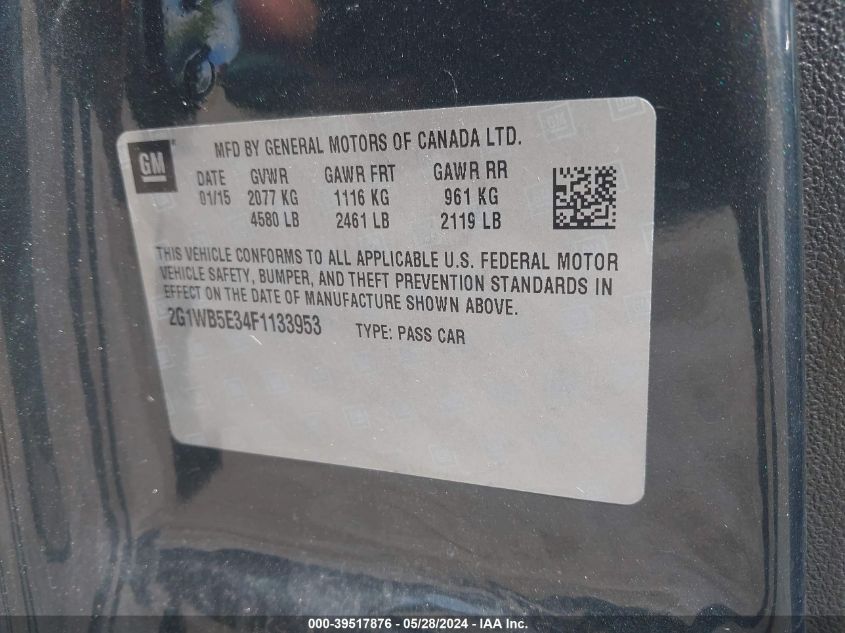 GM
MFD BY GENERAL MOTORS OF CANADA LTD.
DATE GVWR GAWR FRT GAWR RR
01/15 2077 KG 1116 KG 961 KG
4580 LB 2461 LB 2119 LB
THIS VEHICLE CONFORMS TO ALL APPLICABLE U.S. FEDERAL MOTOR
VEHICLE SAFETY, BUMPER, AND THEFT PREVENTION STANDARDS IN
EFFECT ON THE DATE OF MANUFACTURE SHOWN ABOVE.
2G1WB5E34F1133953 TYPE: PASS CAR
000-39517876 - 05/28/2024 - IAA Inc.